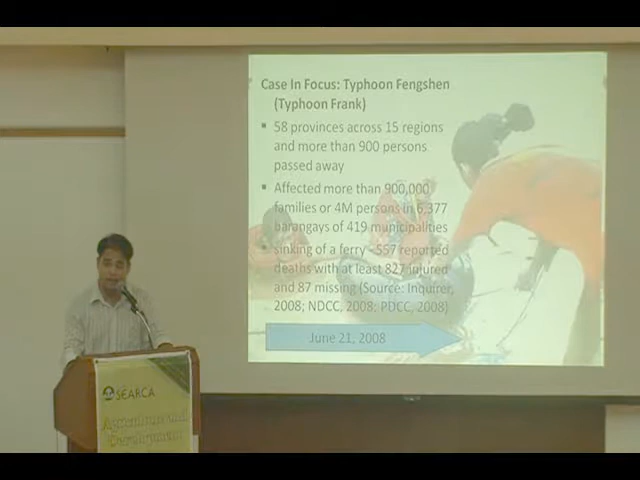 Case In Focus: Typhoon Fengshen
(Typhoon Frank)
▪ 58 provinces across 15 regions
and more than 900 persons
passed away
▪ Affected more than 900,000
families or 4M persons in 6,377
barangays of 419 municipalities
sinking of a ferry - 557 reported
deaths with at least 827 injured
and 87 missing (Source: Inquirer,
2008; NDCC, 2008; PDCC, 2008)
June 21, 2008
SEARCA
Agriculture and
Development